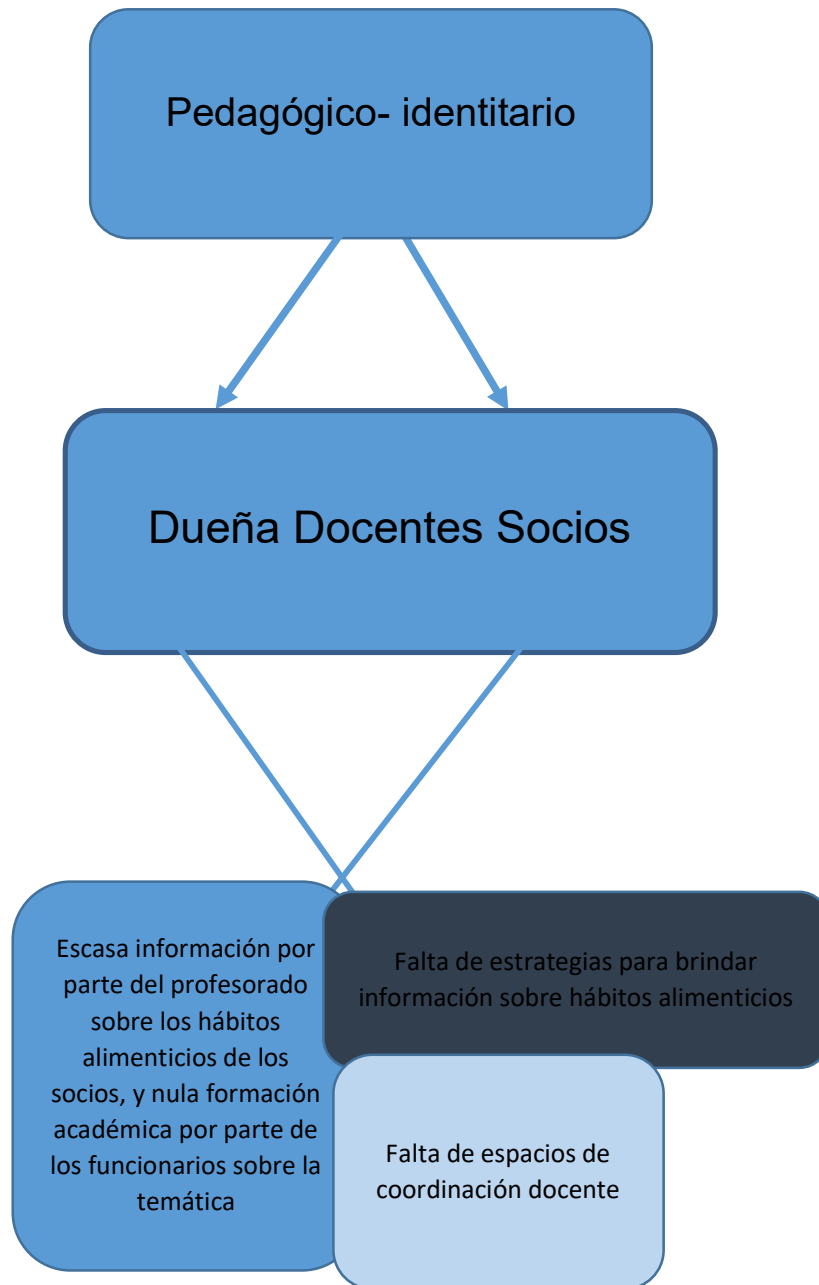 Pedagógico- identitario
Dueña Docentes Socios
Escasa información por
parte del profesorado
sobre los hábitos
alimenticios de los
socios, y nula formación
académica por parte de
los funcionarios sobre la
temática
Falta de estrategias para brindar
información sobre hábitos alimenticios
Falta de espacios de
coordinación docente